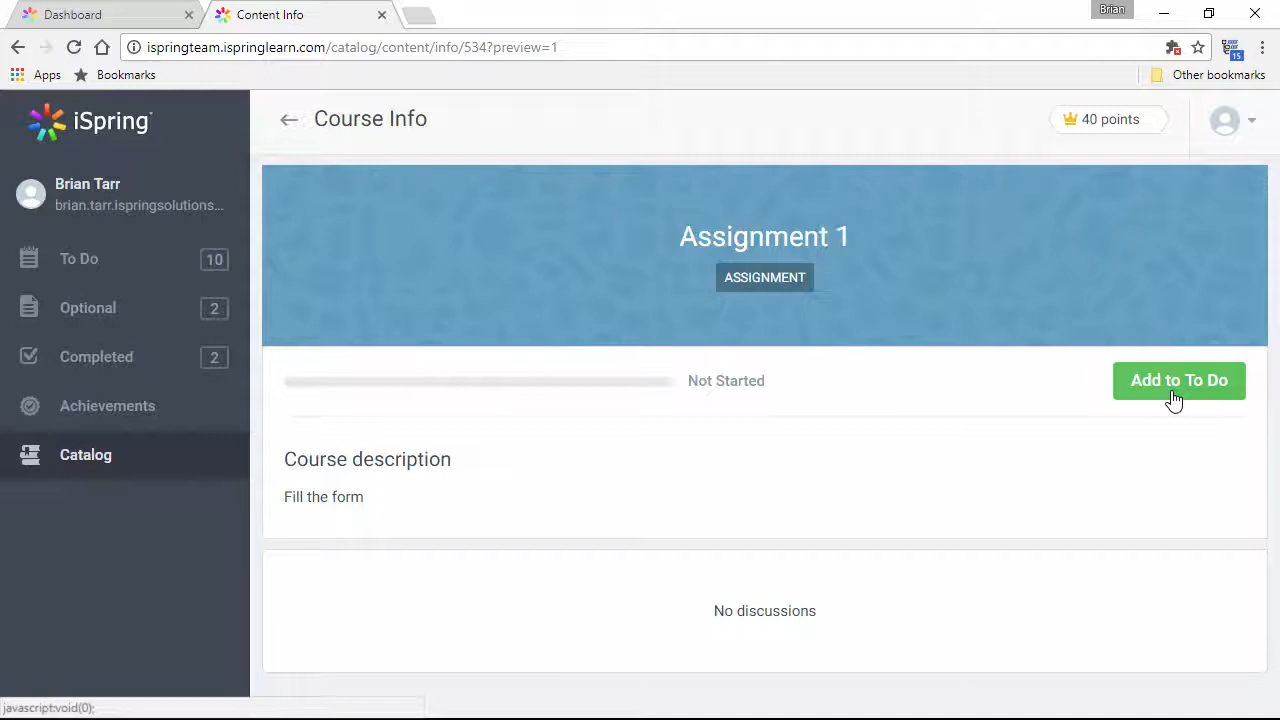 Dashboard
Content Info
Brian
ispringteam.ispringlearn.com/catalog/content/info/534?preview=1
15
Apps
Bookmarks
Other bookmarks
iSpring
Course Info
40 points
Brian Tarr
brian.tarr.ispringsolutions...
To Do
10
Optional
2
Completed
2
Achievements
Catalog
Assignment 1
ASSIGNMENT
Not Started
Add to To Do
Course description
Fill the form
No discussions
javascript:void(0);